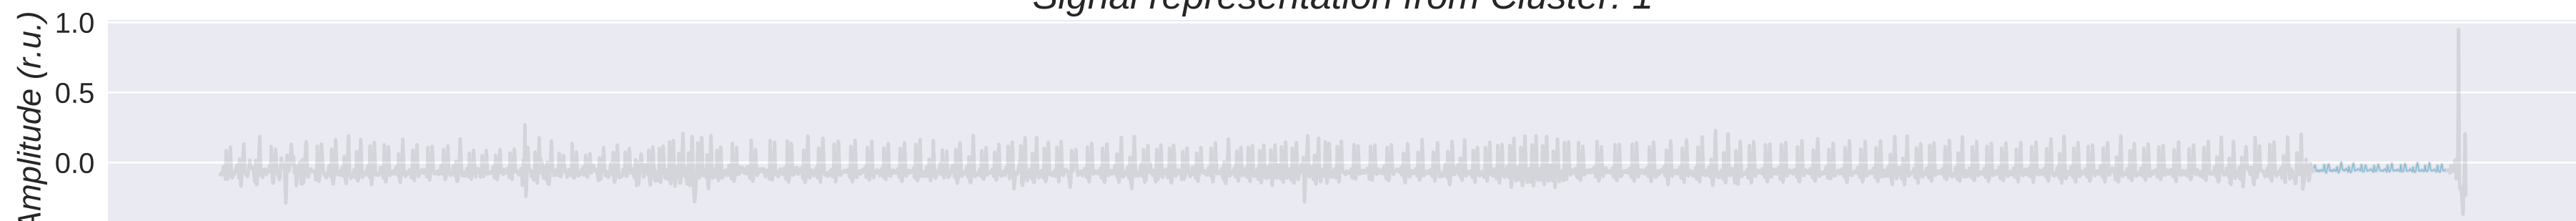 Signal representation from Cluster: 1
Amplitude (r.u.)
1.0
0.5
0.0